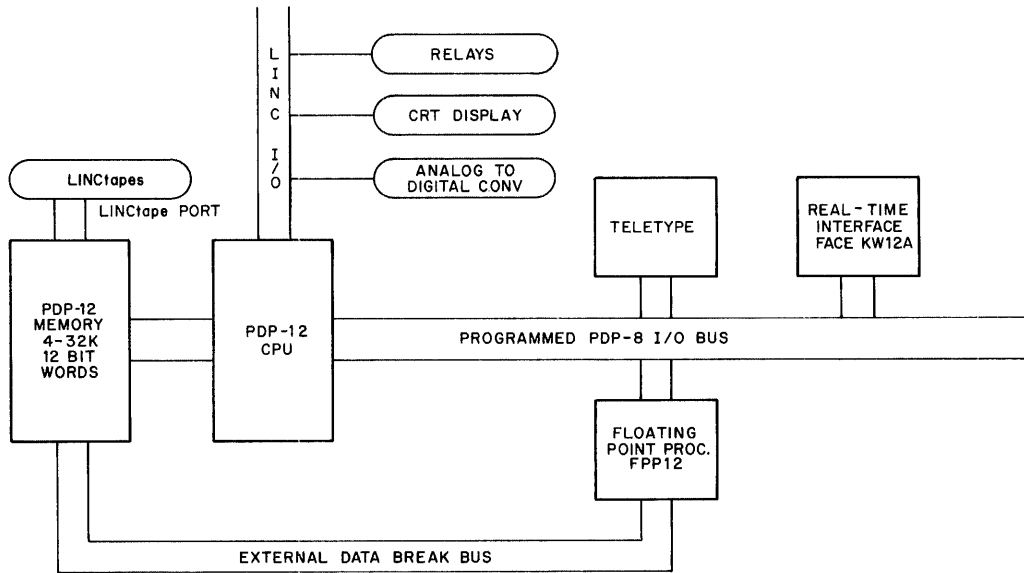 LINC I/O
RELAYS
CRT DISPLAY
ANALOG TO
DIGITAL CONV
LINCtapes
LINCtape PORT
TELETYPE
REAL-TIME
INTERFACE
FACE KW12A
PDP-12
MEMORY
4-32K
12 BIT
WORDS
PDP-12
CPU
PROGRAMMED PDP-8 I/O BUS
FLOATING
POINT PROC.
FPP12
EXTERNAL DATA BREAK BUS